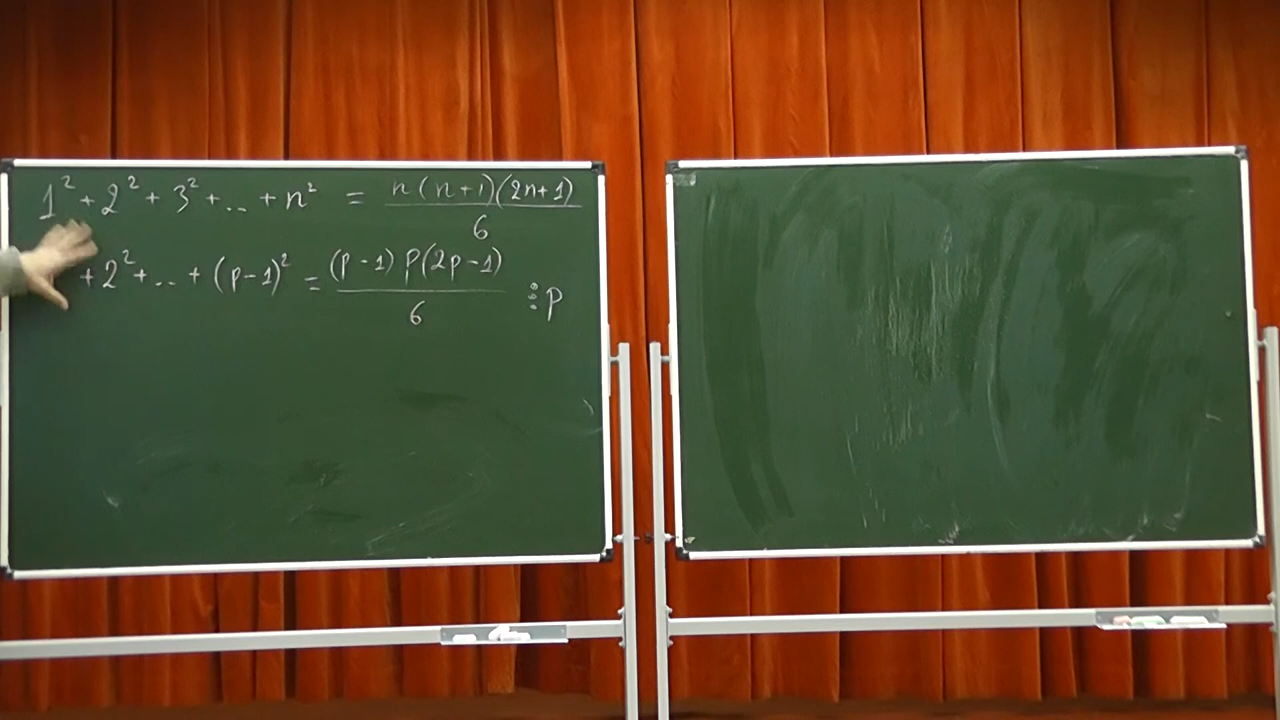 1² + 2² + 3² + .. + n² = n(n+1)(2n+1) / 6
+ 2² + .. + (p-1)² = (p-1)p(2p-1) / 6 ⋮ p